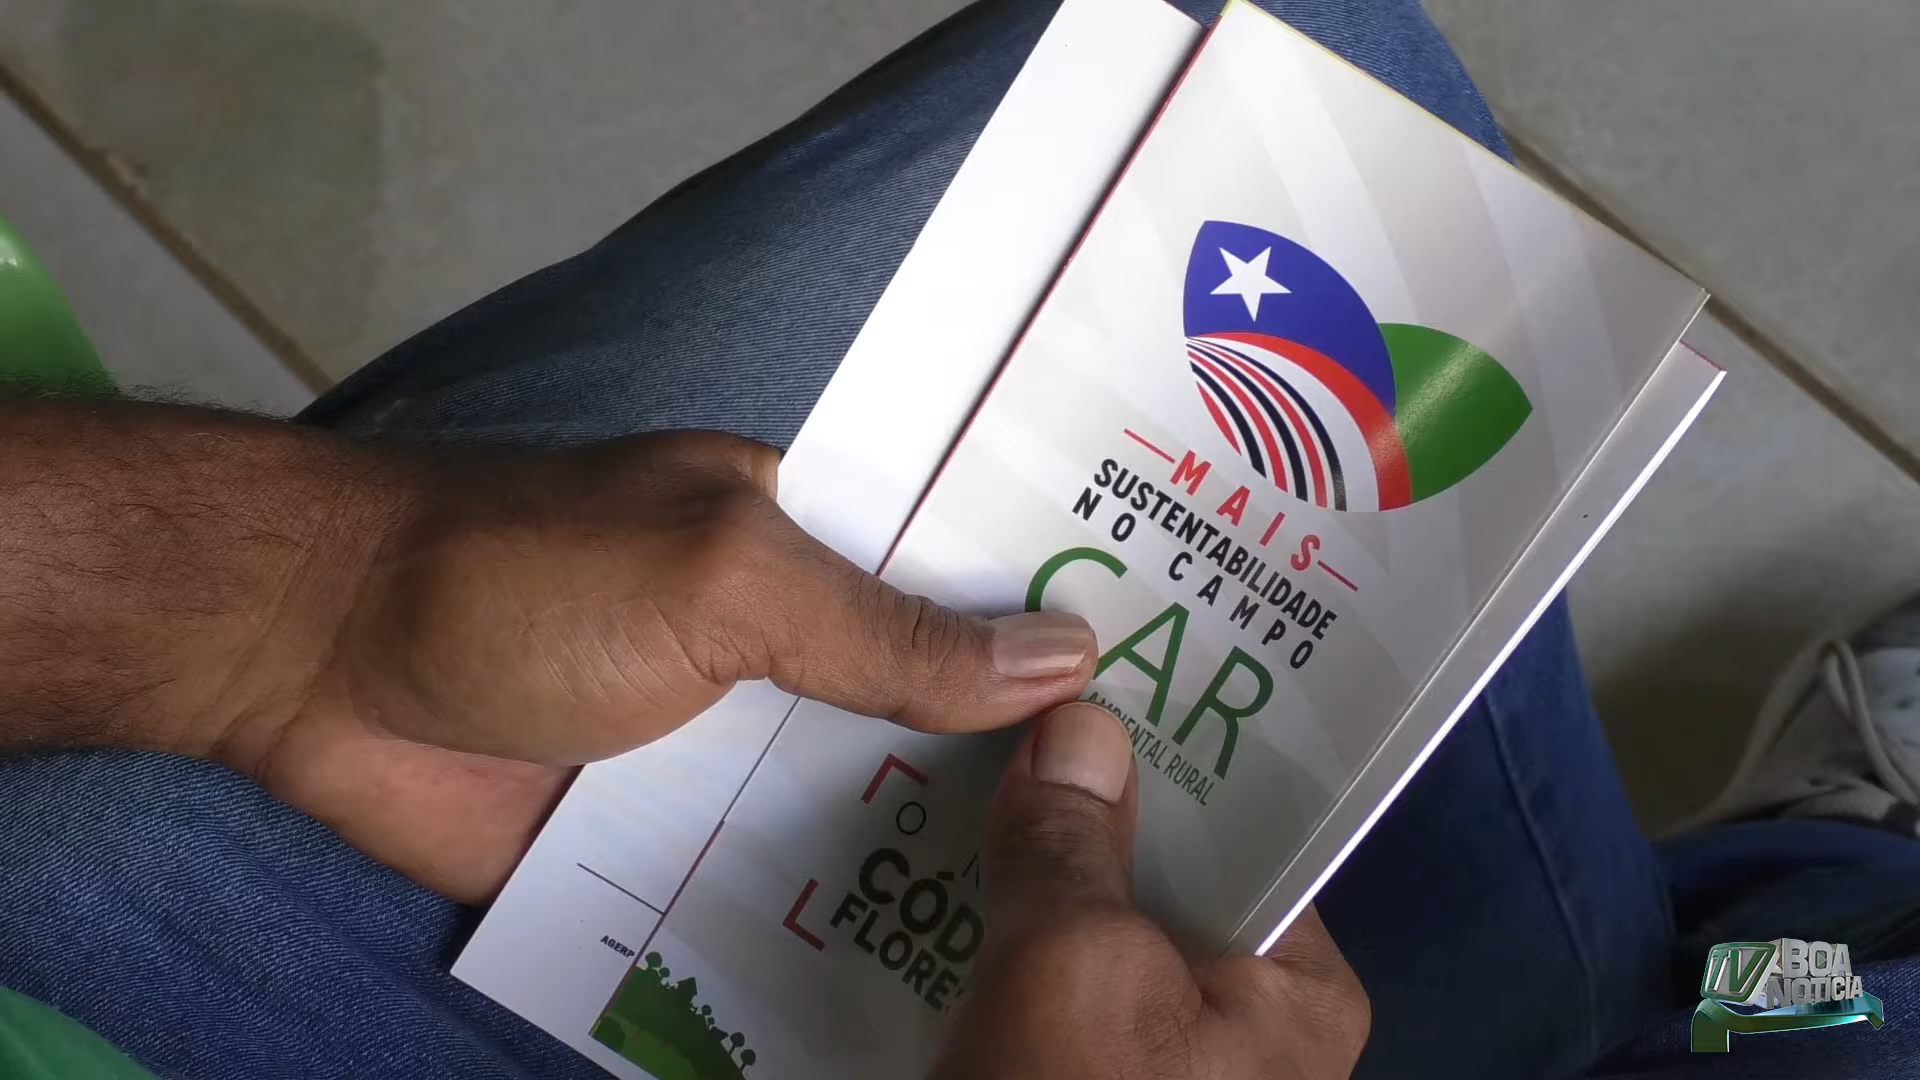 MAIS
SUSTENTABILIDADE
NO CAMPO
CAR
AMBIENTAL RURAL
O
CÓD
FLORE
AGERP
TV BOA
NOTÍCIA